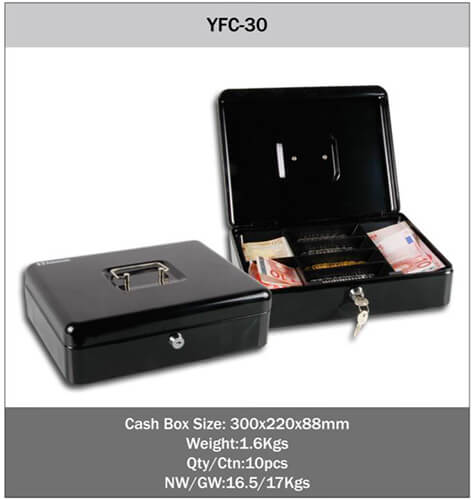 YFC-30
Cash Box Size: 300x220x88mm
Weight:1.6Kgs
Qty/Ctn:10pcs
NW/GW:16.5/17Kgs